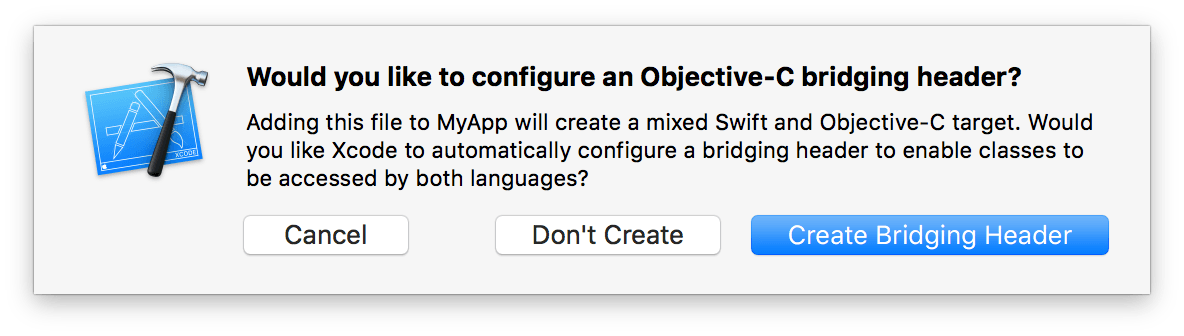 Would you like to configure an Objective-C bridging header?
Adding this file to MyApp will create a mixed Swift and Objective-C target. Would
you like Xcode to automatically configure a bridging header to enable classes to
be accessed by both languages?
XCODE
Cancel
Don't Create
Create Bridging Header